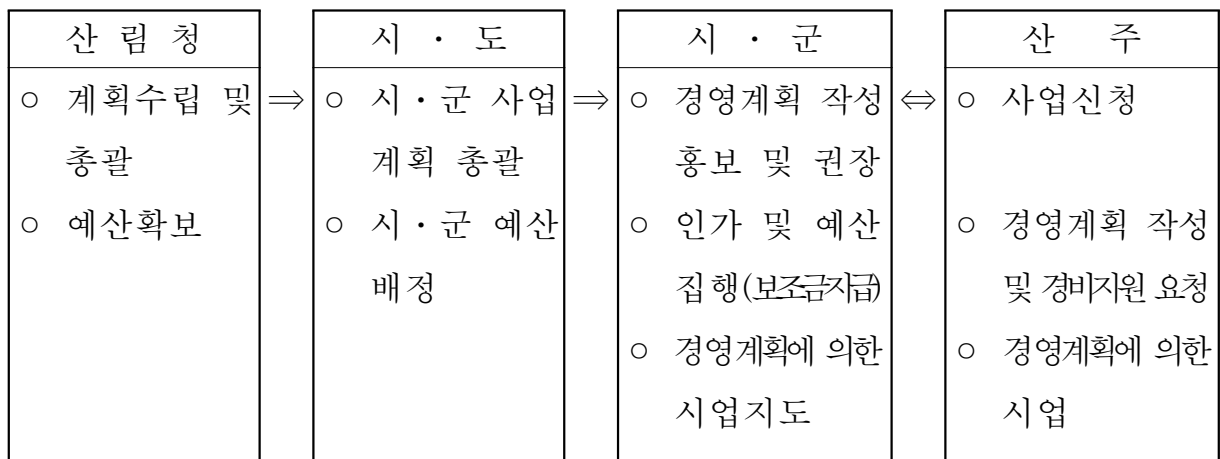 산 림 청
○ 계획수립 및
총괄
○ 예산확보
⇒
시 · 도
○ 시·군 사업
계획 총괄
○ 시·군 예산
배정
⇒
시 · 군
○ 경영계획 작성
홍보 및 권장
○ 인가 및 예산
집행(보조금지급)
○ 경영계획에 의한
시업지도
⇔
산 주
○ 사업신청
○ 경영계획 작성
및 경비지원 요청
○ 경영계획에 의한
시업